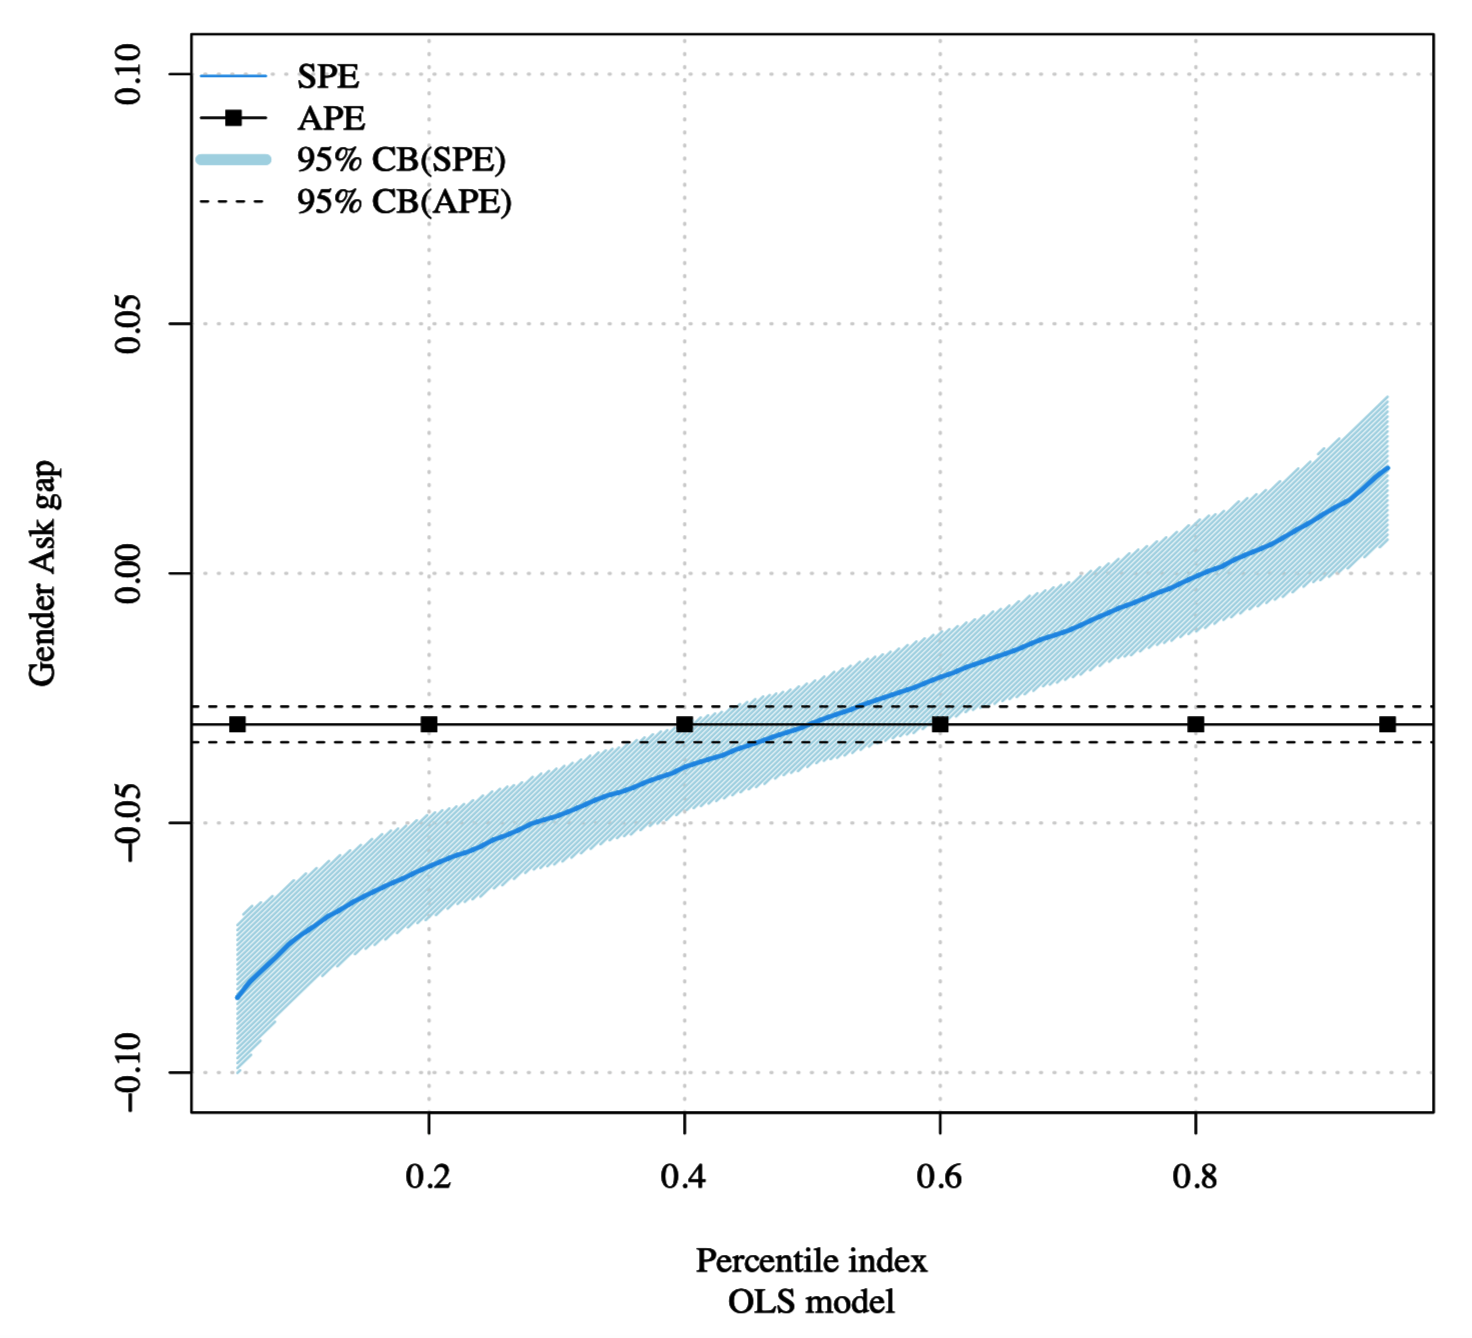 SPE
APE
95% CB(SPE)
95% CB(APE)
0.10
0.05
0.00
−0.05
−0.10
Gender Ask gap
0.2 0.4 0.6 0.8
Percentile index
OLS model